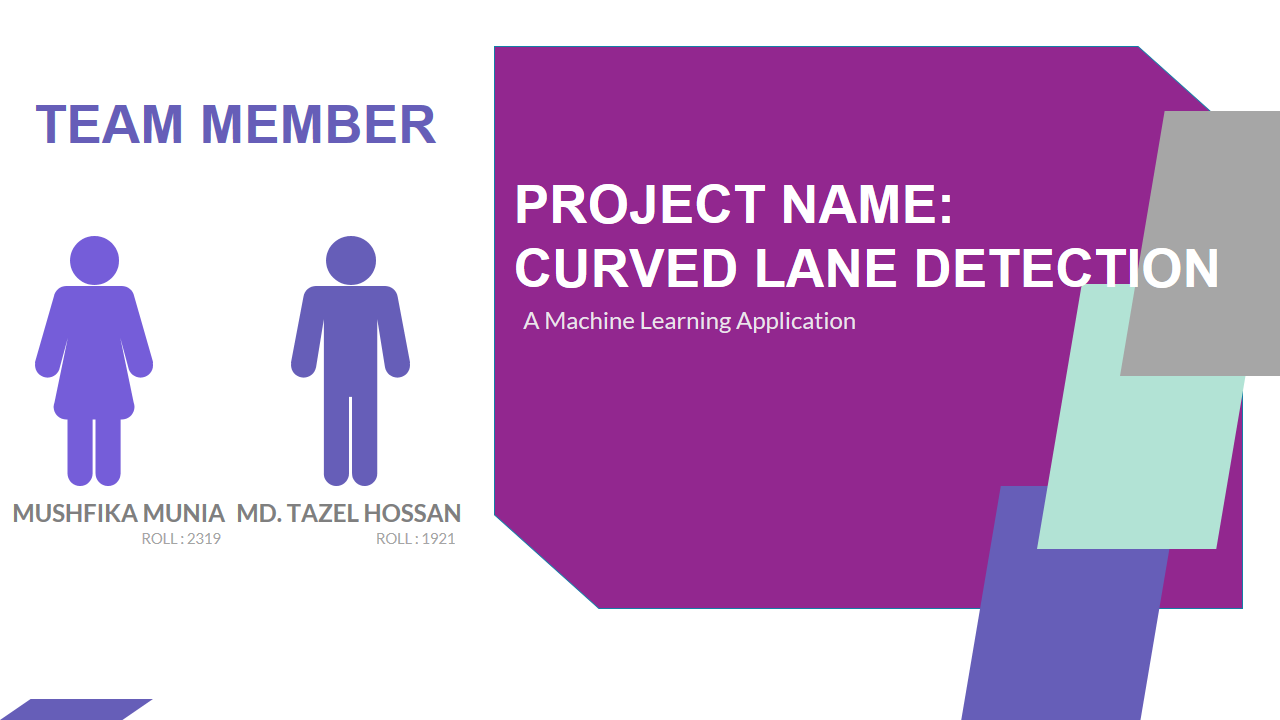 TEAM MEMBER
MUSHFIKA MUNIA
ROLL : 2319
MD. TAZEL HOSSAN
ROLL : 1921
PROJECT NAME:
CURVED LANE DETECTION
A Machine Learning Application